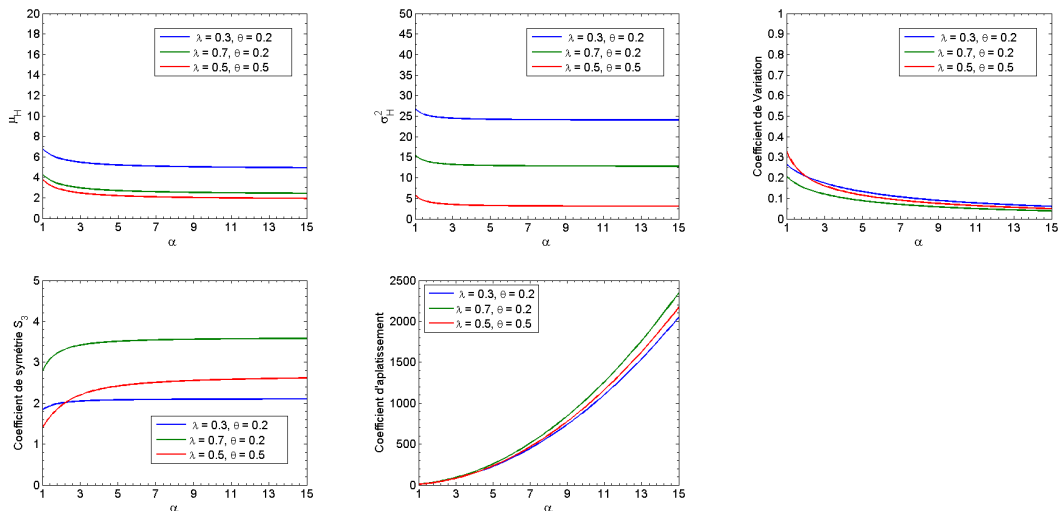 20
18
16
14
12
10
8
6
4
2
0
μH
λ = 0.3, θ = 0.2
λ = 0.7, θ = 0.2
λ = 0.5, θ = 0.5
1 3 5 7 9 11 13 15
α
50
45
40
35
30
25
20
15
10
5
0
σ²H
λ = 0.3, θ = 0.2
λ = 0.7, θ = 0.2
λ = 0.5, θ = 0.5
1 3 5 7 9 11 13 15
α
1
0.9
0.8
0.7
0.6
0.5
0.4
0.3
0.2
0.1
0
Coefficient de Variation
λ = 0.3, θ = 0.2
λ = 0.7, θ = 0.2
λ = 0.5, θ = 0.5
1 3 5 7 9 11 13 15
α
5
4
3
2
1
0
Coefficient de symétrie S3
λ = 0.3, θ = 0.2
λ = 0.7, θ = 0.2
λ = 0.5, θ = 0.5
1 3 5 7 9 11 13 15
α
2500
2000
1500
1000
500
0
Coefficient d'aplatissement
λ = 0.3, θ = 0.2
λ = 0.7, θ = 0.2
λ = 0.5, θ = 0.5
1 3 5 7 9 11 13 15
α